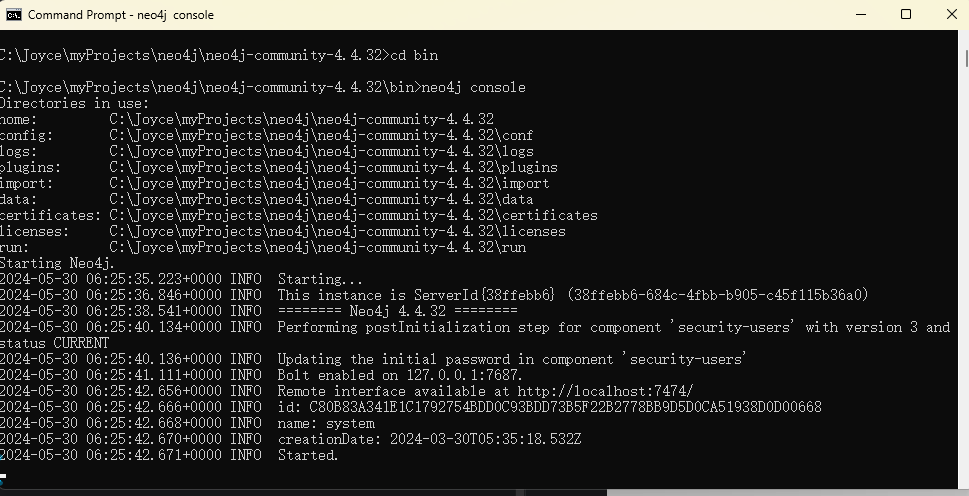 Command Prompt - neo4j  console
C:\Joyce\myProjects\neo4j\neo4j-community-4.4.32>cd bin
C:\Joyce\myProjects\neo4j\neo4j-community-4.4.32\bin>neo4j console
Directories in use:
home:         C:\Joyce\myProjects\neo4j\neo4j-community-4.4.32
config:       C:\Joyce\myProjects\neo4j\neo4j-community-4.4.32\conf
logs:         C:\Joyce\myProjects\neo4j\neo4j-community-4.4.32\logs
plugins:      C:\Joyce\myProjects\neo4j\neo4j-community-4.4.32\plugins
import:       C:\Joyce\myProjects\neo4j\neo4j-community-4.4.32\import
data:         C:\Joyce\myProjects\neo4j\neo4j-community-4.4.32\data
certificates: C:\Joyce\myProjects\neo4j\neo4j-community-4.4.32\certificates
licenses:     C:\Joyce\myProjects\neo4j\neo4j-community-4.4.32\licenses
run:          C:\Joyce\myProjects\neo4j\neo4j-community-4.4.32\run
Starting Neo4j.
2024-05-30 06:25:35.223+0000 INFO  Starting...
2024-05-30 06:25:36.846+0000 INFO  This instance is ServerId{38ffebb6} (38ffebb6-684c-4fbb-b905-c45f115b36a0)
2024-05-30 06:25:38.541+0000 INFO  ======== Neo4j 4.4.32 ========
2024-05-30 06:25:40.134+0000 INFO  Performing postInitialization step for component 'security-users' with version 3 and
status CURRENT
2024-05-30 06:25:40.136+0000 INFO  Updating the initial password in component 'security-users'
2024-05-30 06:25:41.111+0000 INFO  Bolt enabled on 127.0.0.1:7687.
2024-05-30 06:25:42.656+0000 INFO  Remote interface available at http://localhost:7474/
2024-05-30 06:25:42.666+0000 INFO  id: C80B83A341E1C1792754BDD0C93BDD73B5F22B2778BB9D5D0CA51938D0D00668
2024-05-30 06:25:42.668+0000 INFO  name: system
2024-05-30 06:25:42.670+0000 INFO  creationDate: 2024-03-30T05:35:18.532Z
2024-05-30 06:25:42.671+0000 INFO  Started.